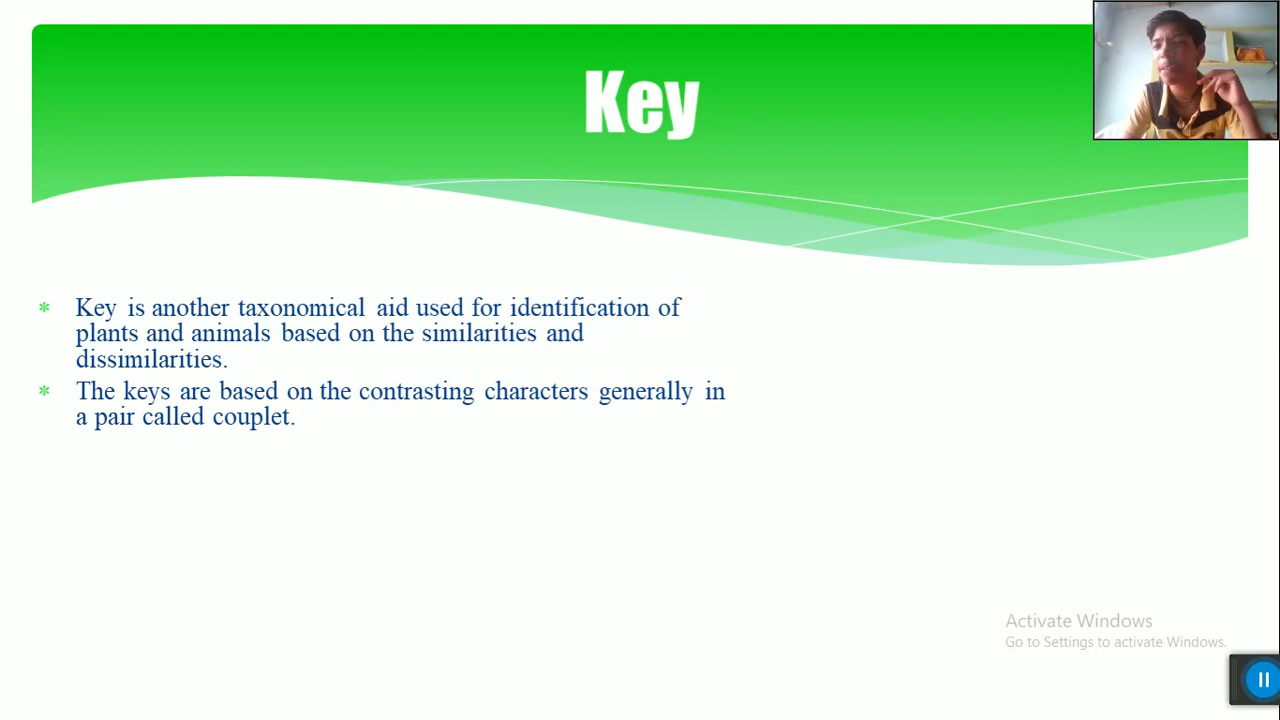 Key
* Key is another taxonomical aid used for identification of
plants and animals based on the similarities and
dissimilarities.
* The keys are based on the contrasting characters generally in
a pair called couplet.
Activate Windows
Go to Settings to activate Windows.